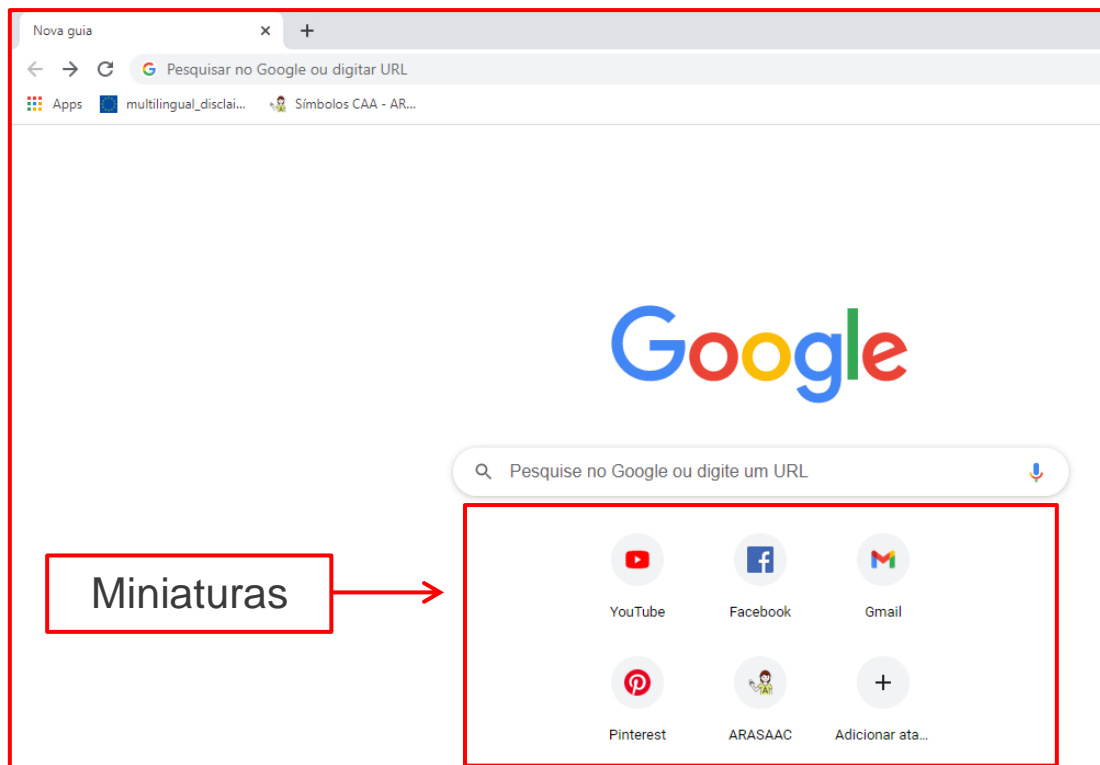 Nova guia
Pesquisar no Google ou digitar URL
Apps multilingual_disclai... Símbolos CAA - AR...
Google
Pesquise no Google ou digite um URL
Miniaturas
YouTube Facebook Gmail
Pinterest ARASAAC Adicionar ata...